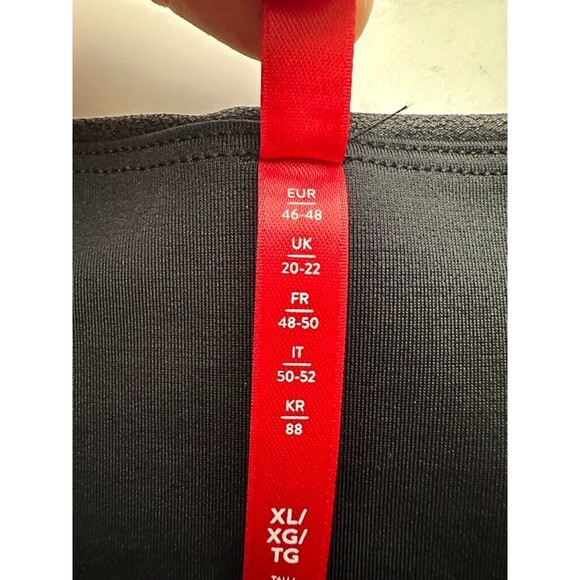 EUR
46-48
UK
20-22
FR
48-50
IT
50-52
KR
88
XL/
XG/
TG